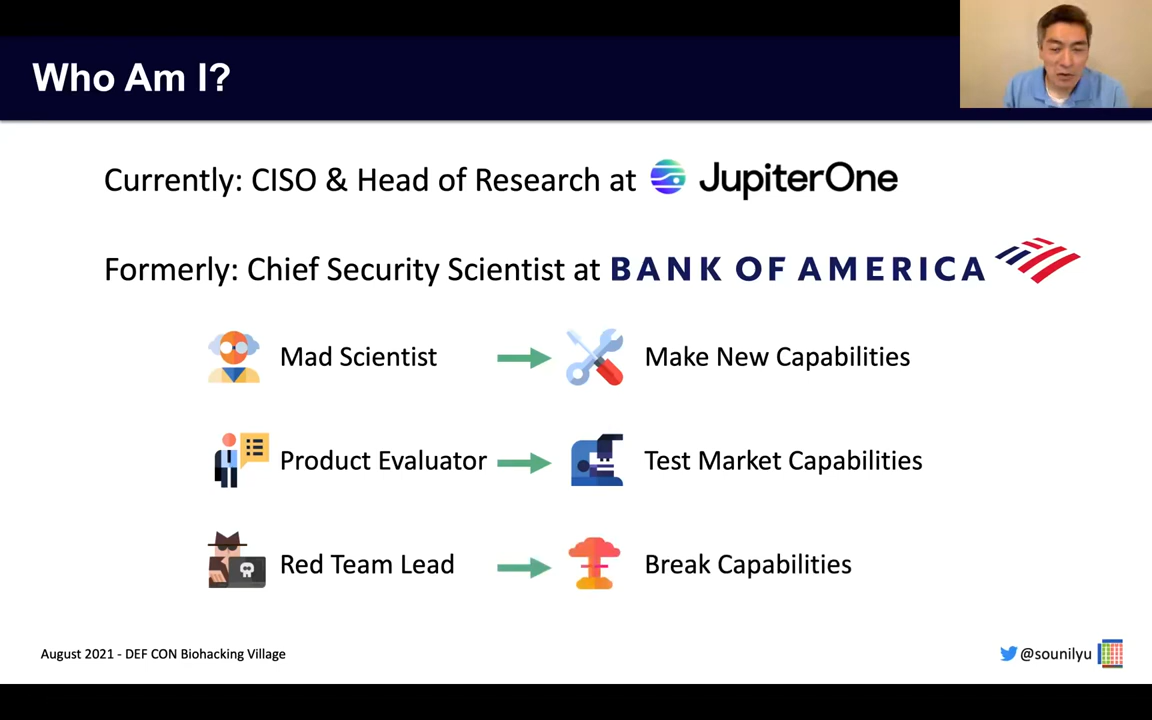 Who Am I?
Currently: CISO & Head of Research at JupiterOne
Formerly: Chief Security Scientist at BANK OF AMERICA
Mad Scientist Make New Capabilities
Product Evaluator Test Market Capabilities
Red Team Lead Break Capabilities
August 2021 - DEF CON Biohacking Village
@sounilyu